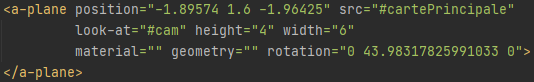 <a-plane position="-1.89574 1.6 -1.96425" src="#cartePrincipale"
look-at="#cam" height="4" width="6"
material="" geometry="" rotation="0 43.98317825991033 0">
</a-plane>